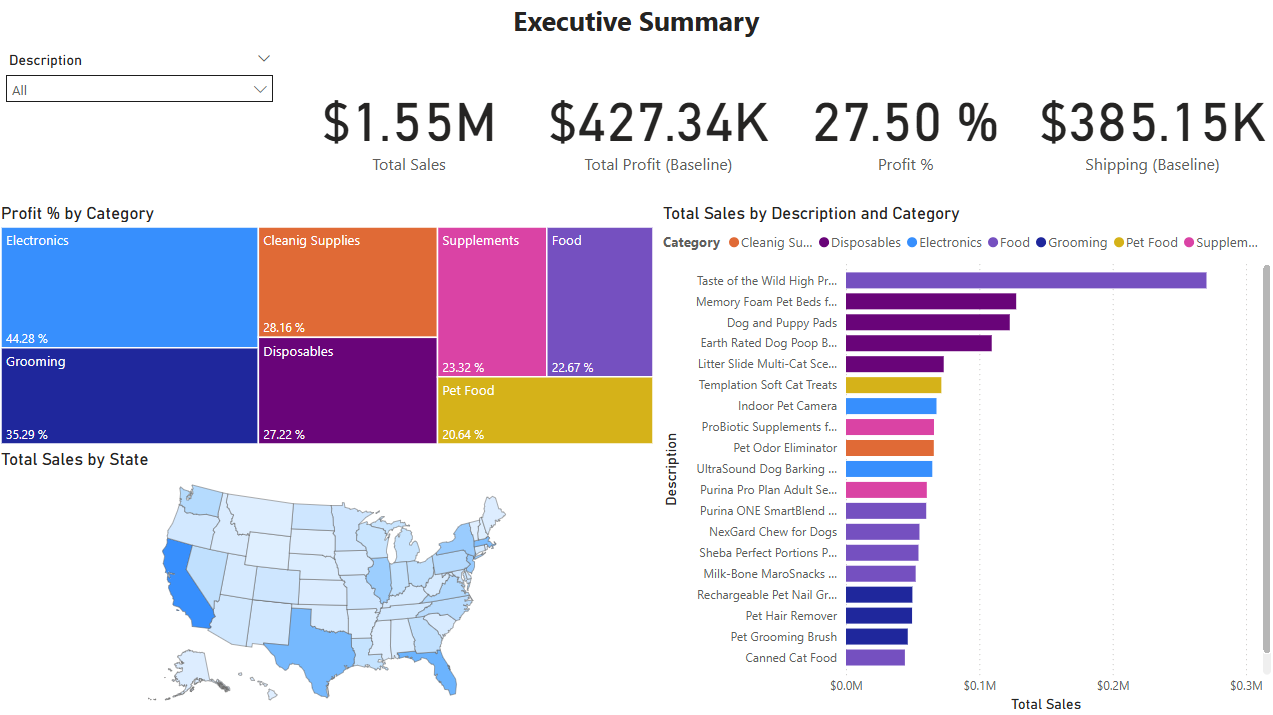 Executive Summary
Description
All
$1.55M
Total Sales
$427.34K
Total Profit (Baseline)
27.50 %
Profit %
$385.15K
Shipping (Baseline)
Profit % by Category
Electronics
44.28 %
Grooming
35.29 %
Cleanig Supplies
28.16 %
Disposables
27.22 %
Supplements
23.32 %
Food
22.67 %
Pet Food
20.64 %
Total Sales by State
Total Sales by Description and Category
Category Cleanig Su... Disposables Electronics Food Grooming Pet Food Supplem...
Description
Taste of the Wild High Pr...
Memory Foam Pet Beds f...
Dog and Puppy Pads
Earth Rated Dog Poop B...
Litter Slide Multi-Cat Sce...
Templation Soft Cat Treats
Indoor Pet Camera
ProBiotic Supplements f...
Pet Odor Eliminator
UltraSound Dog Barking ...
Purina Pro Plan Adult Se...
Purina ONE SmartBlend ...
NexGard Chew for Dogs
Sheba Perfect Portions P...
Milk-Bone MaroSnacks ...
Rechargeable Pet Nail Gr...
Pet Hair Remover
Pet Grooming Brush
Canned Cat Food
$0.0M $0.1M $0.2M $0.3M
Total Sales